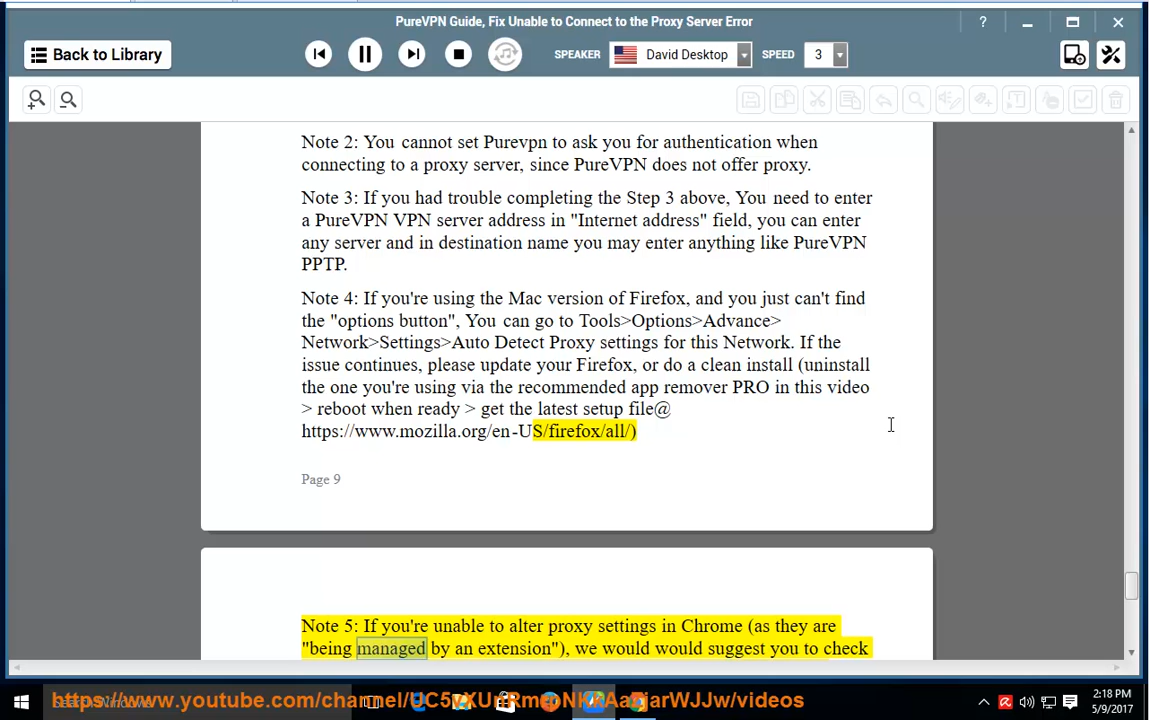 PureVPN Guide, Fix Unable to Connect to the Proxy Server Error
Back to Library
SPEAKER David Desktop SPEED 3
Note 2: You cannot set Purevpn to ask you for authentication when
connecting to a proxy server, since PureVPN does not offer proxy.
Note 3: If you had trouble completing the Step 3 above, You need to enter
a PureVPN VPN server address in "Internet address" field, you can enter
any server and in destination name you may enter anything like PureVPN
PPTP.
Note 4: If you're using the Mac version of Firefox, and you just can't find
the "options button", You can go to Tools>Options>Advance>
Network>Settings>Auto Detect Proxy settings for this Network. If the
issue continues, please update your Firefox, or do a clean install (uninstall
the one you're using via the recommended app remover PRO in this video
> reboot when ready > get the latest setup file@
https://www.mozilla.org/en-US/firefox/all/)
Page 9
Note 5: If you're unable to alter proxy settings in Chrome (as they are
"being managed by an extension"), we would would suggest you to check
2:18 PM
5/9/2017